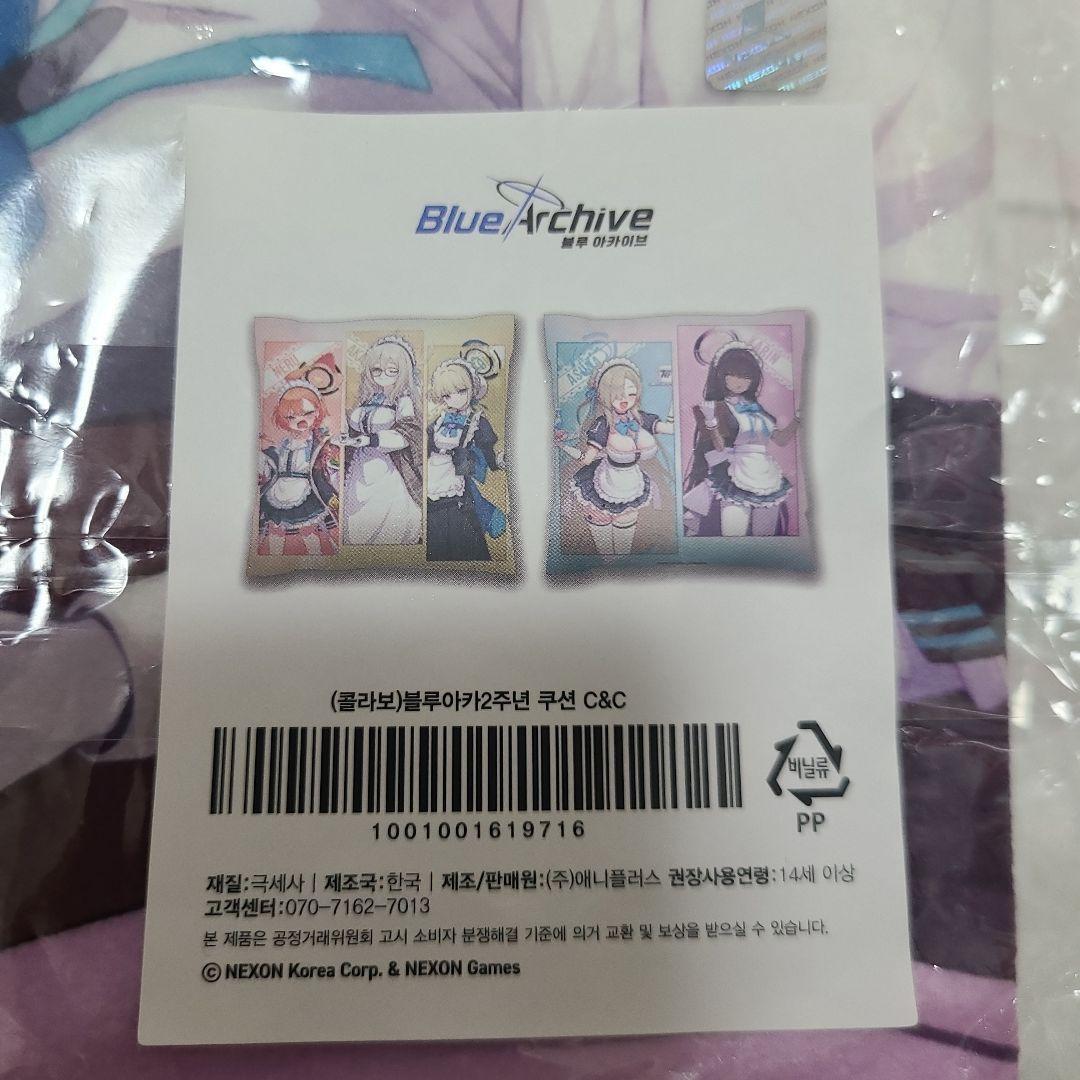 NEXON
Blue Archive
블루 아카이브
ASUNA
(콜라보)블루아카2주년 쿠션 C&C
1001001619716
비닐류
PP
재질:극세사 | 제조국:한국 | 제조/판매원:(주)애니플러스 권장사용연령:14세 이상
고객센터:070-7162-7013
본 제품은 공정거래위원회 고시 소비자 분쟁해결 기준에 의거 교환 및 보상을 받으실 수 있습니다.
ⓒ NEXON Korea Corp. & NEXON Games